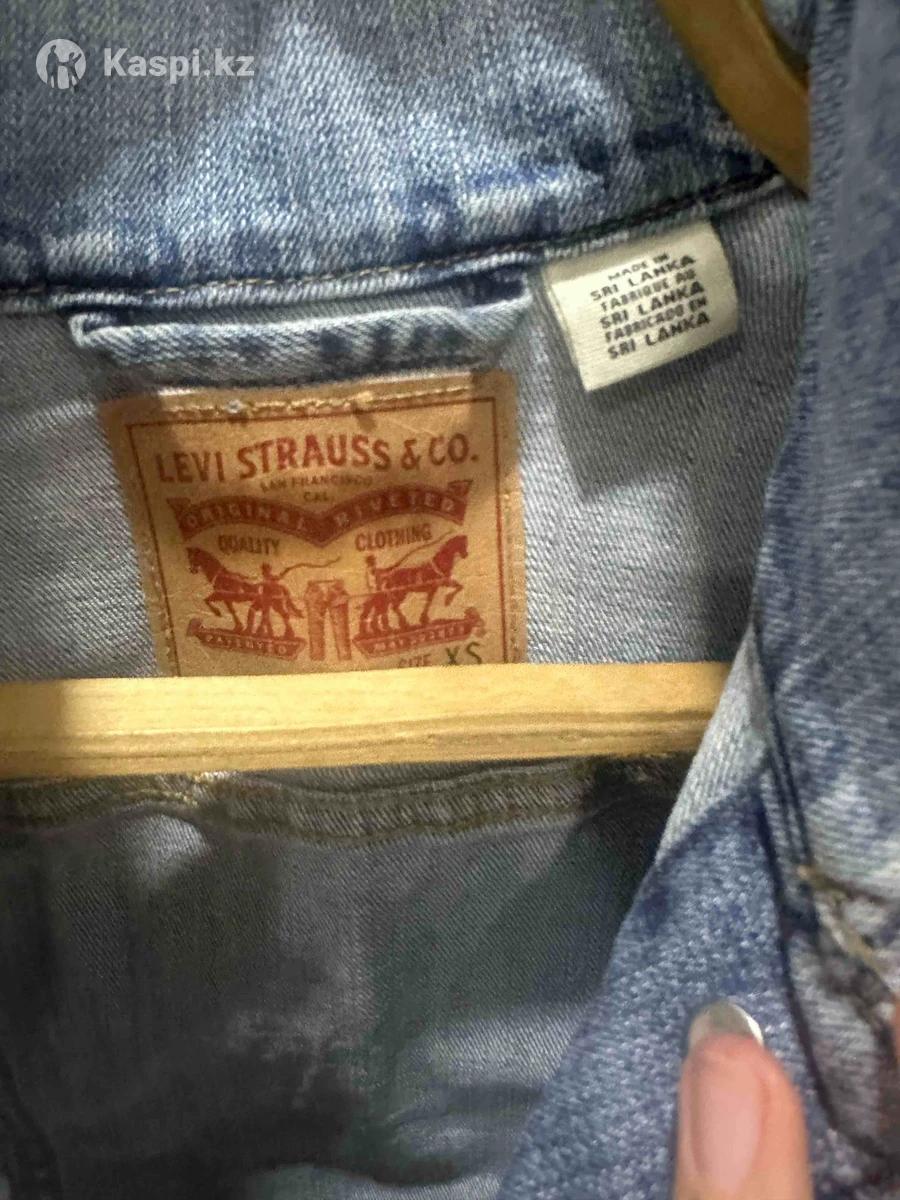 Kaspi.kz
MADE IN
SRI LANKA
FABRIQUE AU
SRI LANKA
FABRICADO EN
SRI LANKA
LEVI STRAUSS & CO.
SAN FRANCISCO
CAL.
ORIGINAL RIVETED
QUALITY CLOTHING
PATENTED
SIZE XS